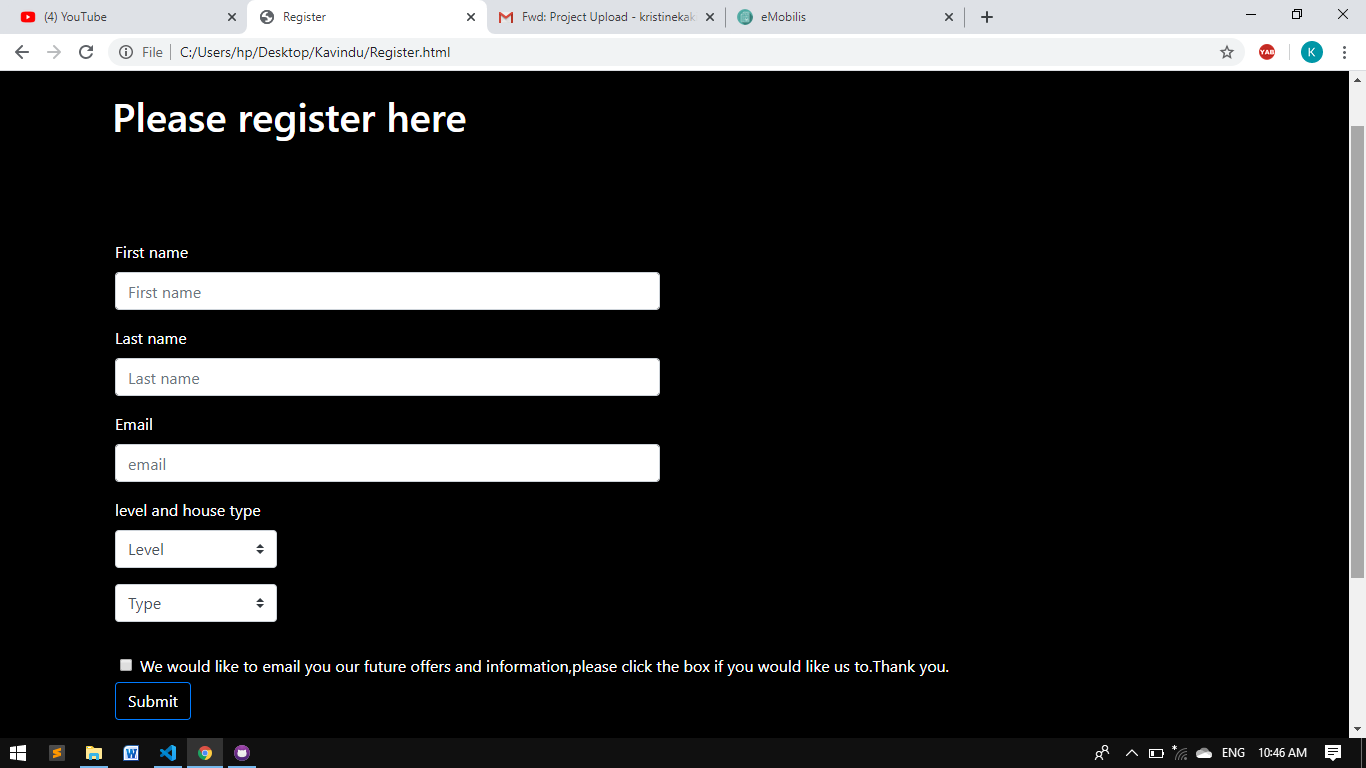 (4) YouTube
Register
Fwd: Project Upload - kristinekak
eMobilis
File
C:/Users/hp/Desktop/Kavindu/Register.html
YAB
K
Please register here
First name
First name
Last name
Last name
Email
email
level and house type
Level
Type
We would like to email you our future offers and information,please click the box if you would like us to.Thank you.
Submit
ENG
10:46 AM